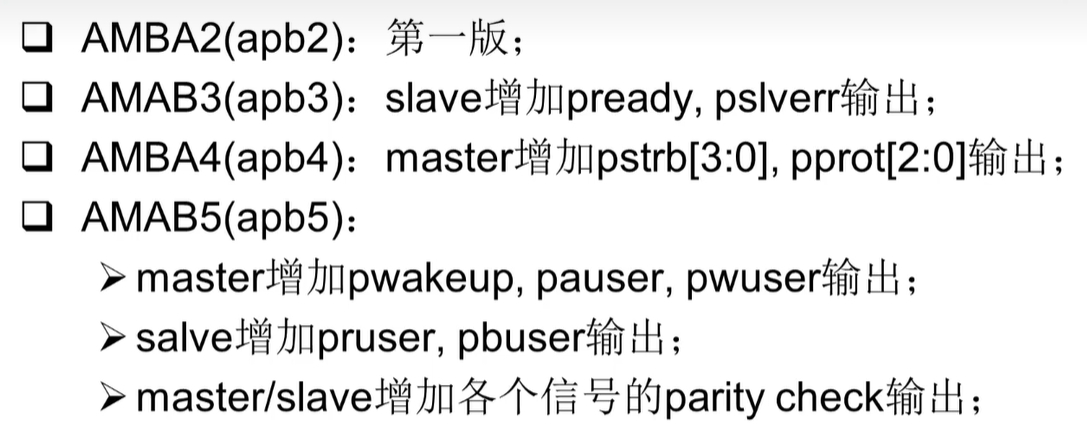 ❑ AMBA2(apb2)：第一版；
❑ AMAB3(apb3)：slave增加pready, pslverr输出；
❑ AMBA4(apb4)：master增加pstrb[3:0], pprot[2:0]输出；
❑ AMAB5(apb5)：
➢ master增加pwakeup, pauser, pwuser输出；
➢ salve增加pruser, pbuser输出；
➢ master/slave增加各个信号的parity check输出；